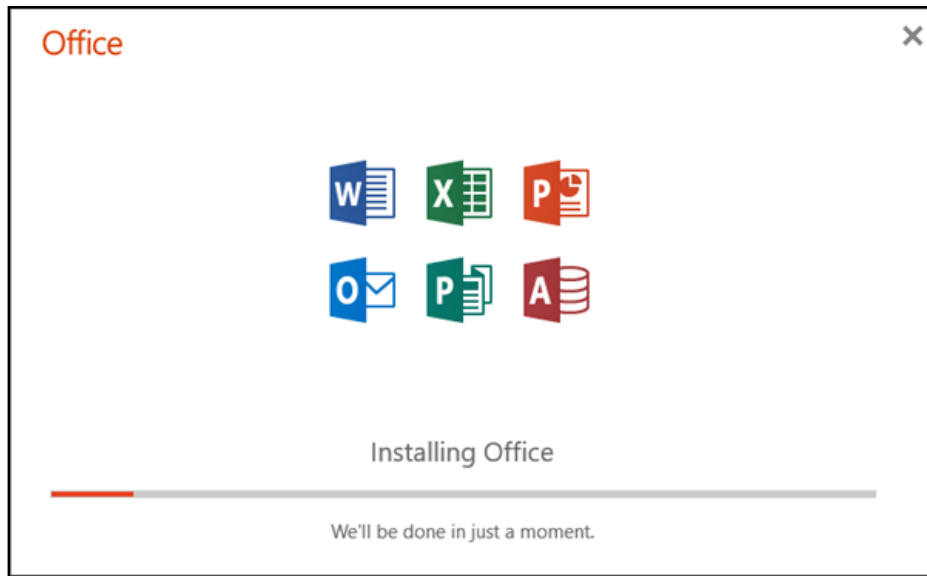 Office
W X P
O P A
Installing Office
We'll be done in just a moment.